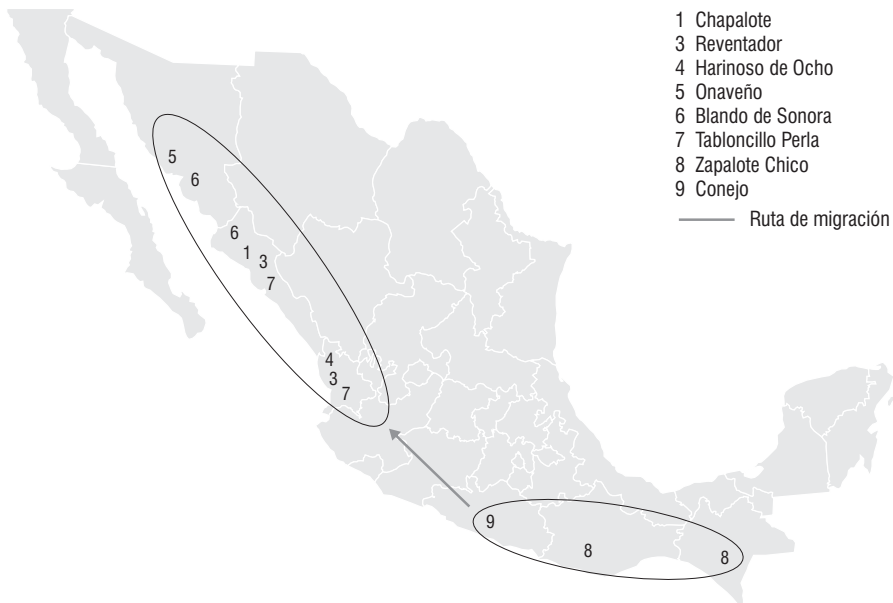 1 Chapalote
3 Reventador
4 Harinoso de Ocho
5 Onaveño
6 Blando de Sonora
7 Tabloncillo Perla
8 Zapalote Chico
9 Conejo
Ruta de migración
5
6
6
1
3
7
4
3
7
9
8
8